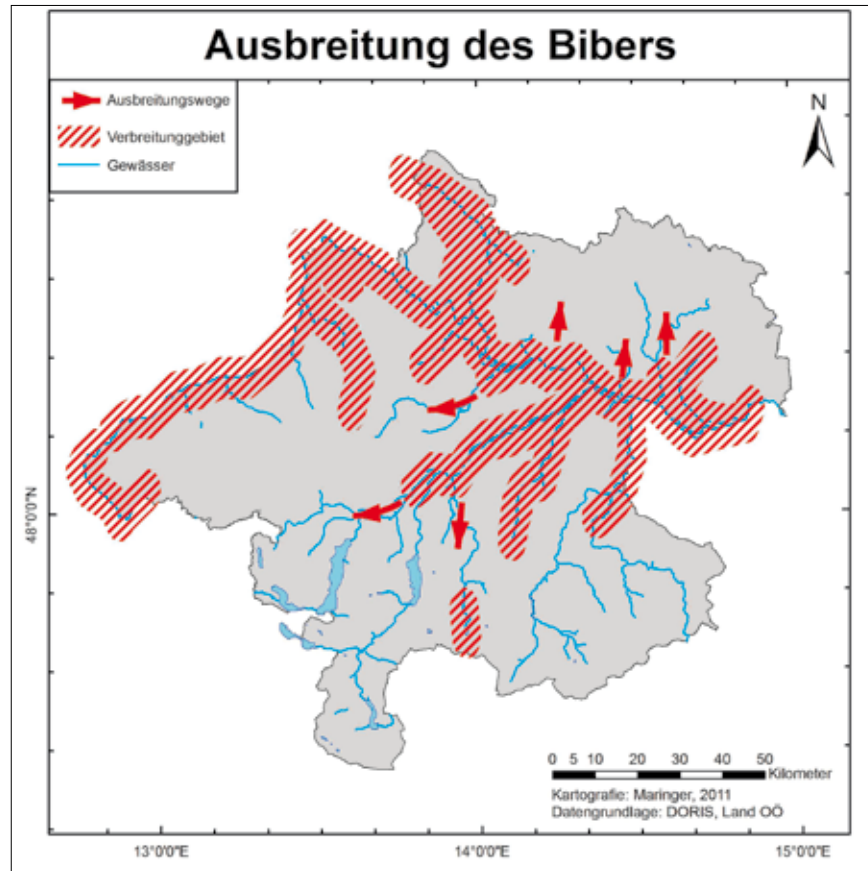 Ausbreitung des Bibers
Ausbreitungswege
Verbreitunggebiet
Gewässer
N
48°0'0"N
0 5 10 20 30 40 50
Kilometer
Kartografie: Maringer, 2011
Datengrundlage: DORIS, Land OÖ
13°0'0"E 14°0'0"E 15°0'0"E